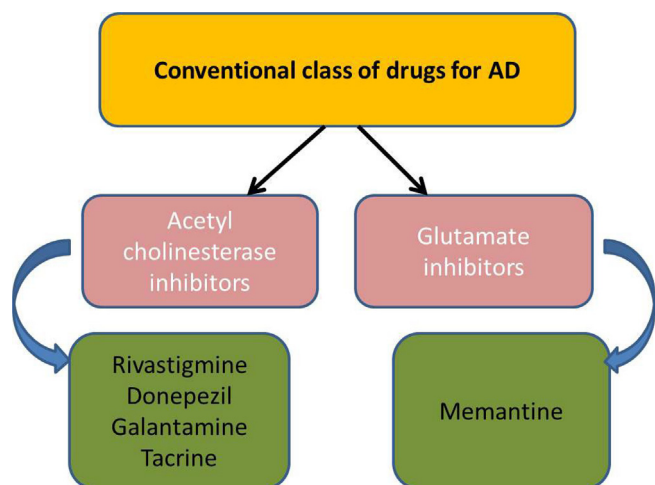 Conventional class of drugs for AD
Acetyl
cholinesterase
inhibitors
Glutamate
inhibitors
Rivastigmine
Donepezil
Galantamine
Tacrine
Memantine